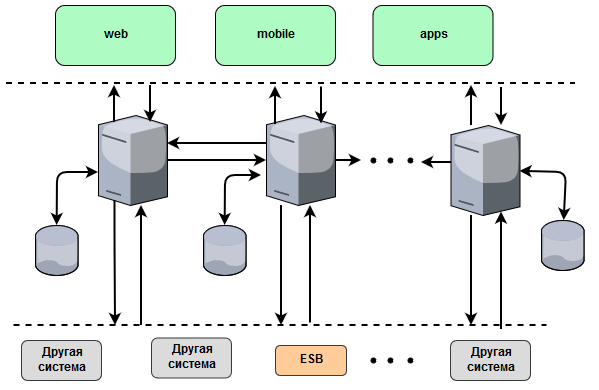 web
mobile
apps
Другая
система
Другая
система
ESB
Другая
система